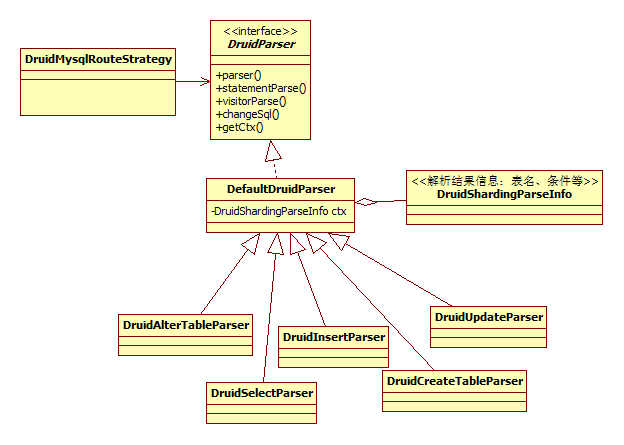 <<interface>>
DruidParser
DruidMysqlRouteStrategy
+parser()
+statementParse()
+visitorParse()
+changeSql()
+getCtx()
<<解析结果信息：表名、条件等>>
DefaultDruidParser
DruidShardingParseInfo
-DruidShardingParseInfo ctx
DruidUpdateParser
DruidAlterTableParser
DruidInsertParser
DruidCreateTableParser
DruidSelectParser